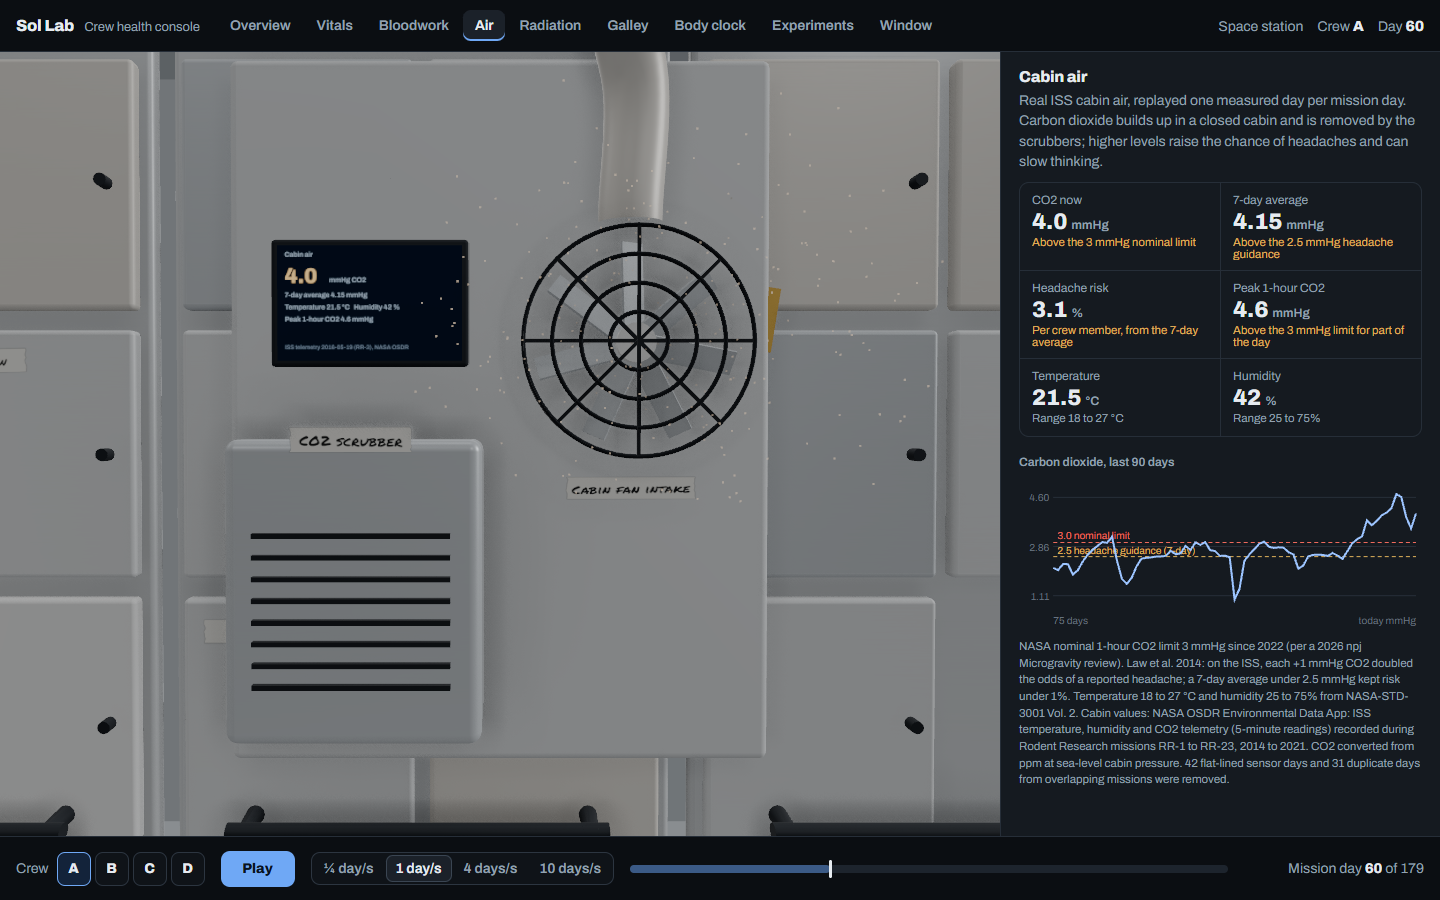 Sol Lab Crew health console Overview Vitals Bloodwork Air Radiation Galley Body clock Experiments Window Space station Crew A Day 60
Cabin air
4.0 mmHg CO2
7-day average 4.15 mmHg
Temperature 21.5 °C Humidity 42 %
Peak 1-hour CO2 4.6 mmHg
ISS telemetry 2016-05-19 (RR-3), NASA OSDR
CO2 SCRUBBER
CABIN FAN INTAKE
W
Cabin air
Real ISS cabin air, replayed one measured day per mission day.
Carbon dioxide builds up in a closed cabin and is removed by the
scrubbers; higher levels raise the chance of headaches and can
slow thinking.
CO2 now
4.0 mmHg
Above the 3 mmHg nominal limit
7-day average
4.15 mmHg
Above the 2.5 mmHg headache
guidance
Headache risk
3.1 %
Per crew member, from the 7-day
average
Peak 1-hour CO2
4.6 mmHg
Above the 3 mmHg limit for part of
the day
Temperature
21.5 °C
Range 18 to 27 °C
Humidity
42 %
Range 25 to 75%
Carbon dioxide, last 90 days
4.60
3.0 nominal limit
2.86
2.5 headache guidance (7-day)
1.11
75 days today mmHg
NASA nominal 1-hour CO2 limit 3 mmHg since 2022 (per a 2026 npj
Microgravity review). Law et al. 2014: on the ISS, each +1 mmHg CO2 doubled
the odds of a reported headache; a 7-day average under 2.5 mmHg kept risk
under 1%. Temperature 18 to 27 °C and humidity 25 to 75% from NASA-STD-
3001 Vol. 2. Cabin values: NASA OSDR Environmental Data App: ISS
temperature, humidity and CO2 telemetry (5-minute readings) recorded during
Rodent Research missions RR-1 to RR-23, 2014 to 2021. CO2 converted from
ppm at sea-level cabin pressure. 42 flat-lined sensor days and 31 duplicate days
from overlapping missions were removed.
Crew A B C D Play ¼ day/s 1 day/s 4 days/s 10 days/s Mission day 60 of 179